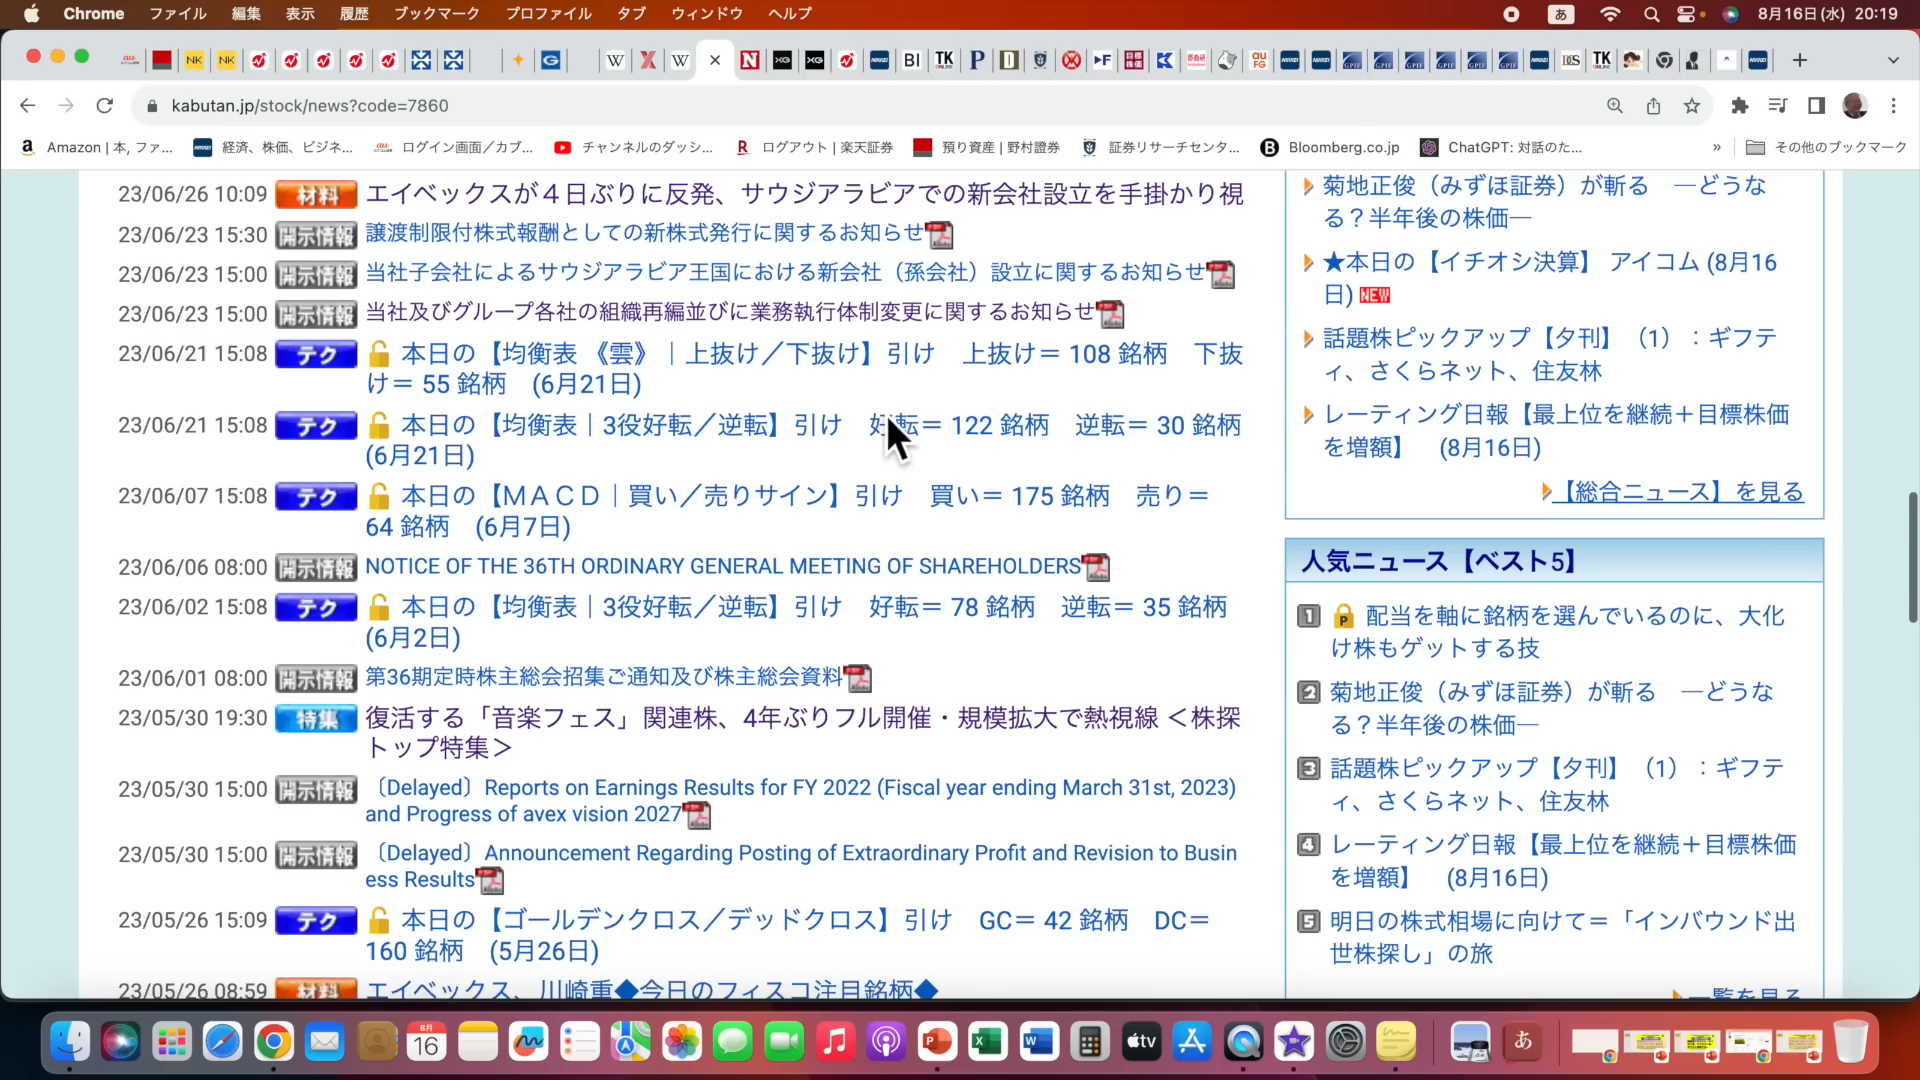 Chrome ファイル 編集 表示 履歴 ブックマーク プロファイル タブ ウィンドウ ヘルプ あ 8月16日(水) 20:19
kabutan.jp/stock/news?code=7860
Amazon | 本, ファ... 経済、株価、ビジネ... ログイン画面／カブ... チャンネルのダッシ... ログアウト | 楽天証券 預り資産 | 野村證券 証券リサーチセンタ... Bloomberg.co.jp ChatGPT: 対話のた... » その他のブックマーク
23/06/26 10:09 材料 エイベックスが４日ぶりに反発、サウジアラビアでの新会社設立を手掛かり視
23/06/23 15:30 開示情報 譲渡制限付株式報酬としての新株式発行に関するお知らせ
23/06/23 15:00 開示情報 当社子会社によるサウジアラビア王国における新会社（孫会社）設立に関するお知らせ
23/06/23 15:00 開示情報 当社及びグループ各社の組織再編並びに業務執行体制変更に関するお知らせ
23/06/21 15:08 テク 本日の【均衡表 《雲》｜上抜け／下抜け】引け　上抜け＝ 108 銘柄　下抜
け＝ 55 銘柄　(6月21日)
23/06/21 15:08 テク 本日の【均衡表｜3役好転／逆転】引け　好転＝ 122 銘柄　逆転＝ 30 銘柄
(6月21日)
23/06/07 15:08 テク 本日の【ＭＡＣＤ｜買い／売りサイン】引け　買い＝ 175 銘柄　売り＝
64 銘柄　(6月7日)
23/06/06 08:00 開示情報 NOTICE OF THE 36TH ORDINARY GENERAL MEETING OF SHAREHOLDERS
23/06/02 15:08 テク 本日の【均衡表｜3役好転／逆転】引け　好転＝ 78 銘柄　逆転＝ 35 銘柄
(6月2日)
23/06/01 08:00 開示情報 第36期定時株主総会招集ご通知及び株主総会資料
23/05/30 19:30 特集 復活する「音楽フェス」関連株、4年ぶりフル開催・規模拡大で熱視線 ＜株探
トップ特集＞
23/05/30 15:00 開示情報 〔Delayed〕Reports on Earnings Results for FY 2022 (Fiscal year ending March 31st, 2023)
and Progress of avex vision 2027
23/05/30 15:00 開示情報 〔Delayed〕Announcement Regarding Posting of Extraordinary Profit and Revision to Busin
ess Results
23/05/26 15:09 テク 本日の【ゴールデンクロス／デッドクロス】引け　GC＝ 42 銘柄　DC＝
160 銘柄　(5月26日)
23/05/26 08:59 材料 エイベックス、川崎重◆今日のフィスコ注目銘柄◆
菊地正俊（みずほ証券）が斬る　―どうな
る？半年後の株価―
★本日の【イチオシ決算】 アイコム (8月16
日) NEW
話題株ピックアップ【夕刊】（1）：ギフテ
ィ、さくらネット、住友林
レーティング日報【最上位を継続＋目標株価
を増額】　(8月16日)
【総合ニュース】を見る
人気ニュース【ベスト5】
1 配当を軸に銘柄を選んでいるのに、大化
け株もゲットする技
2 菊地正俊（みずほ証券）が斬る　―どうな
る？半年後の株価―
3 話題株ピックアップ【夕刊】（1）：ギフテ
ィ、さくらネット、住友林
4 レーティング日報【最上位を継続＋目標株価
を増額】　(8月16日)
5 明日の株式相場に向けて＝「インバウンド出
世株探し」の旅
一覧を見る
8月
16
tv
あ